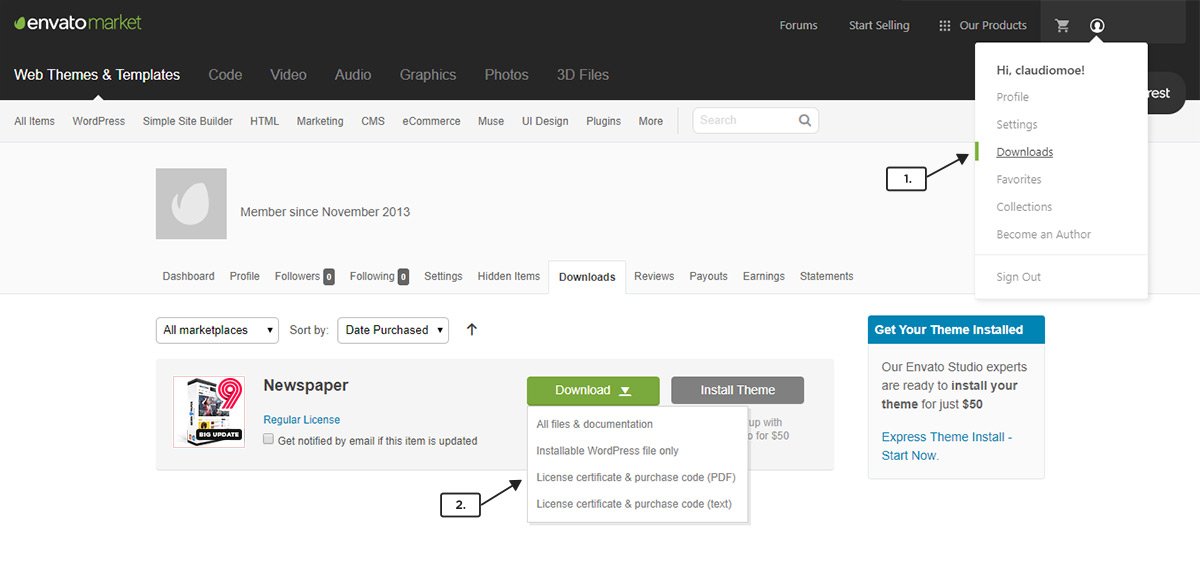 envato market
Forums Start Selling Our Products
Web Themes & Templates Code Video Audio Graphics Photos 3D Files
Hi, claudiomoe!
Profile
Settings
Downloads
Favorites
Collections
Become an Author
Sign Out
rest
All Items WordPress Simple Site Builder HTML Marketing CMS eCommerce Muse UI Design Plugins More Search
1.
Member since November 2013
Dashboard Profile Followers 0 Following 0 Settings Hidden Items Downloads Reviews Payouts Earnings Statements
All marketplaces Sort by: Date Purchased
Newspaper
Regular License
Get notified by email if this item is updated
9
BIG UPDATE
Download Install Theme
All files & documentation
Installable WordPress file only
License certificate & purchase code (PDF)
License certificate & purchase code (text)
up with
o for $50
2.
Get Your Theme Installed
Our Envato Studio experts
are ready to install your
theme for just $50
Express Theme Install -
Start Now.